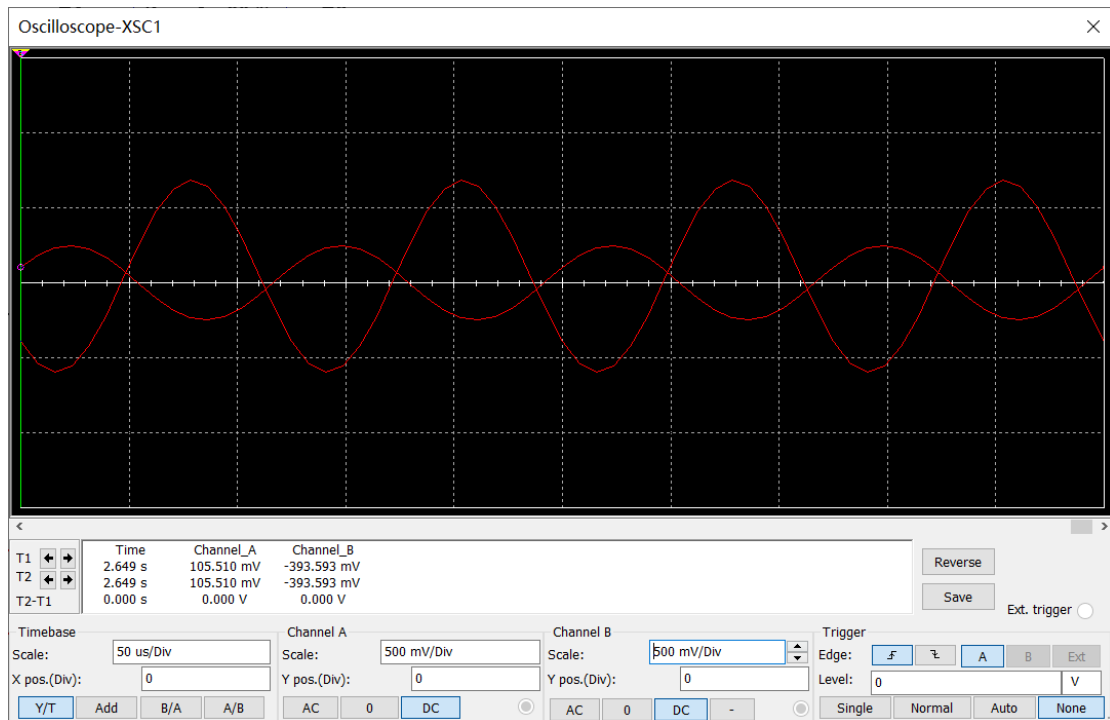 Oscilloscope-XSC1
Time Channel_A Channel_B
T1 2.649 s 105.510 mV -393.593 mV
T2 2.649 s 105.510 mV -393.593 mV
T2-T1 0.000 s 0.000 V 0.000 V
Reverse
Save
Ext. trigger
Timebase
Scale: 50 us/Div
X pos.(Div): 0
Y/T Add B/A A/B
Channel A
Scale: 500 mV/Div
Y pos.(Div): 0
AC 0 DC
Channel B
Scale: 500 mV/Div
Y pos.(Div): 0
AC 0 DC -
Trigger
Edge: A B Ext
Level: 0 V
Single Normal Auto None